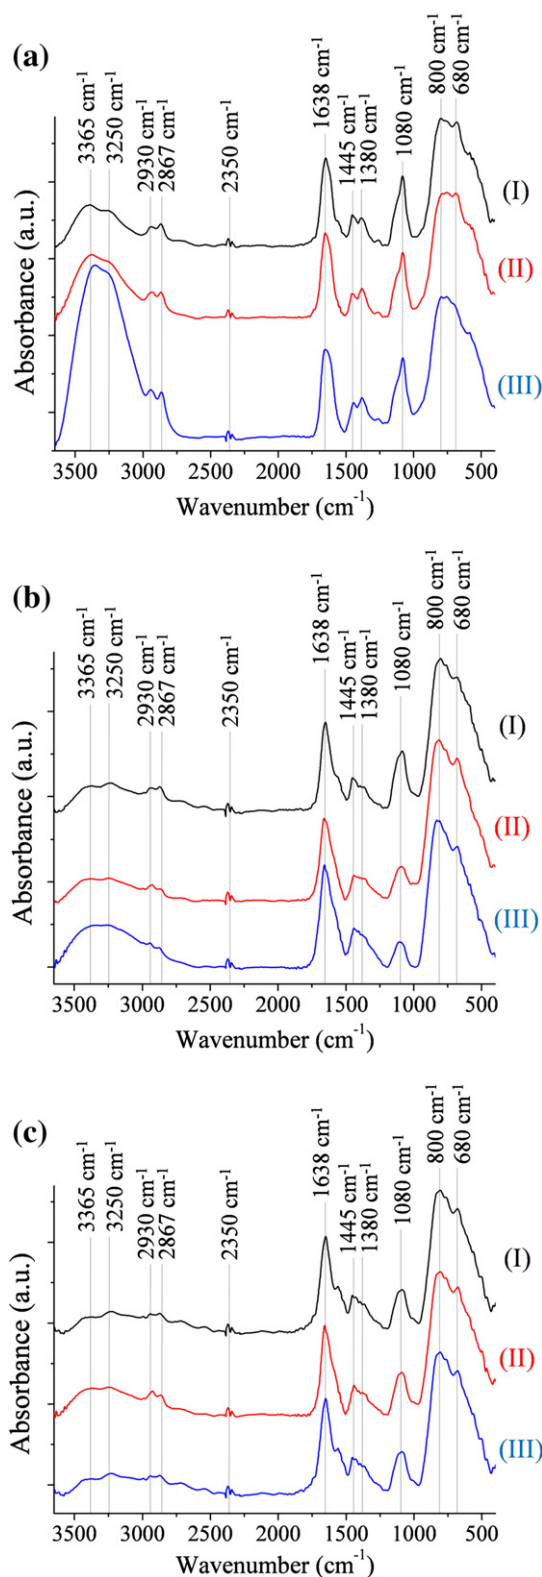 (a)
3365 cm-1
3250 cm-1
2930 cm-1
2867 cm-1
2350 cm-1
1638 cm-1
1445 cm-1
1380 cm-1
1080 cm-1
800 cm-1
680 cm-1
(I)
(II)
(III)
Absorbance (a.u.)
3500 3000 2500 2000 1500 1000 500
Wavenumber (cm-1)
(b)
3365 cm-1
3250 cm-1
2930 cm-1
2867 cm-1
2350 cm-1
1638 cm-1
1445 cm-1
1380 cm-1
1080 cm-1
800 cm-1
680 cm-1
(I)
(II)
(III)
Absorbance (a.u.)
3500 3000 2500 2000 1500 1000 500
Wavenumber (cm-1)
(c)
3365 cm-1
3250 cm-1
2930 cm-1
2867 cm-1
2350 cm-1
1638 cm-1
1445 cm-1
1380 cm-1
1080 cm-1
800 cm-1
680 cm-1
(I)
(II)
(III)
Absorbance (a.u.)
3500 3000 2500 2000 1500 1000 500
Wavenumber (cm-1)